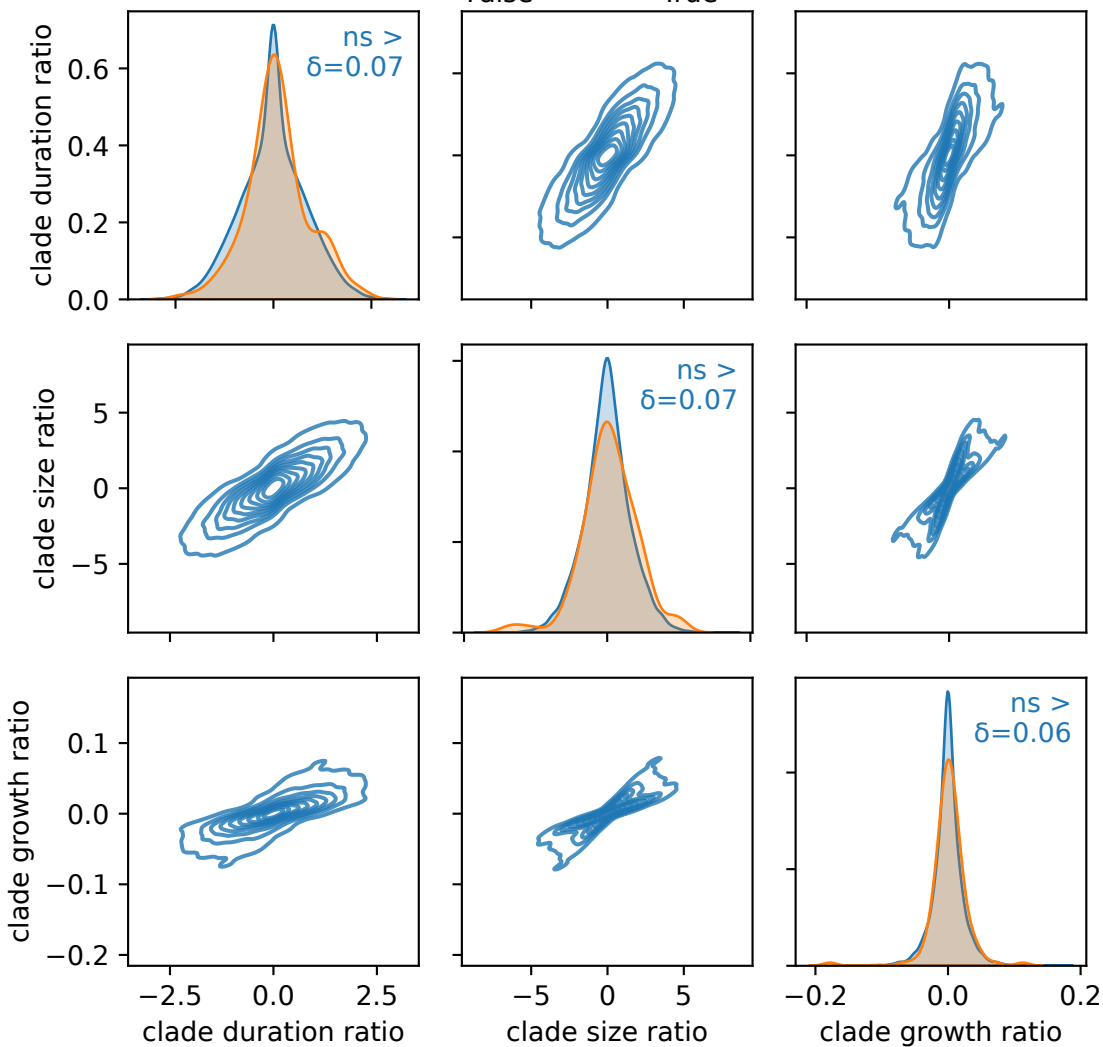 clade duration ratio
0.6
0.4
0.2
0.0
ns >
δ=0.07
clade size ratio
5
0
−5
ns >
δ=0.07
clade growth ratio
0.1
0.0
−0.1
−0.2
ns >
δ=0.06
−2.5 0.0 2.5
clade duration ratio
−5 0 5
clade size ratio
−0.2 0.0 0.2
clade growth ratio